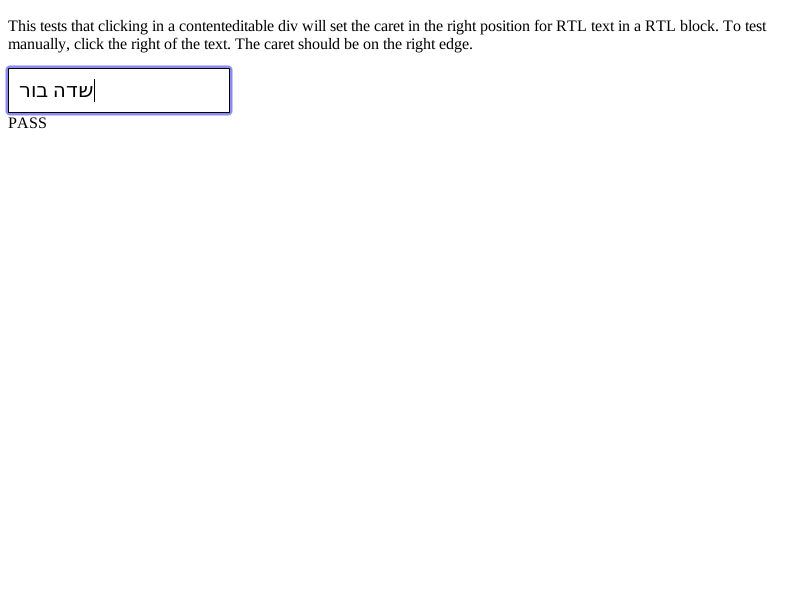 This tests that clicking in a contenteditable div will set the caret in the right position for RTL text in a RTL block. To test
manually, click the right of the text. The caret should be on the right edge.
שדה בור
PASS